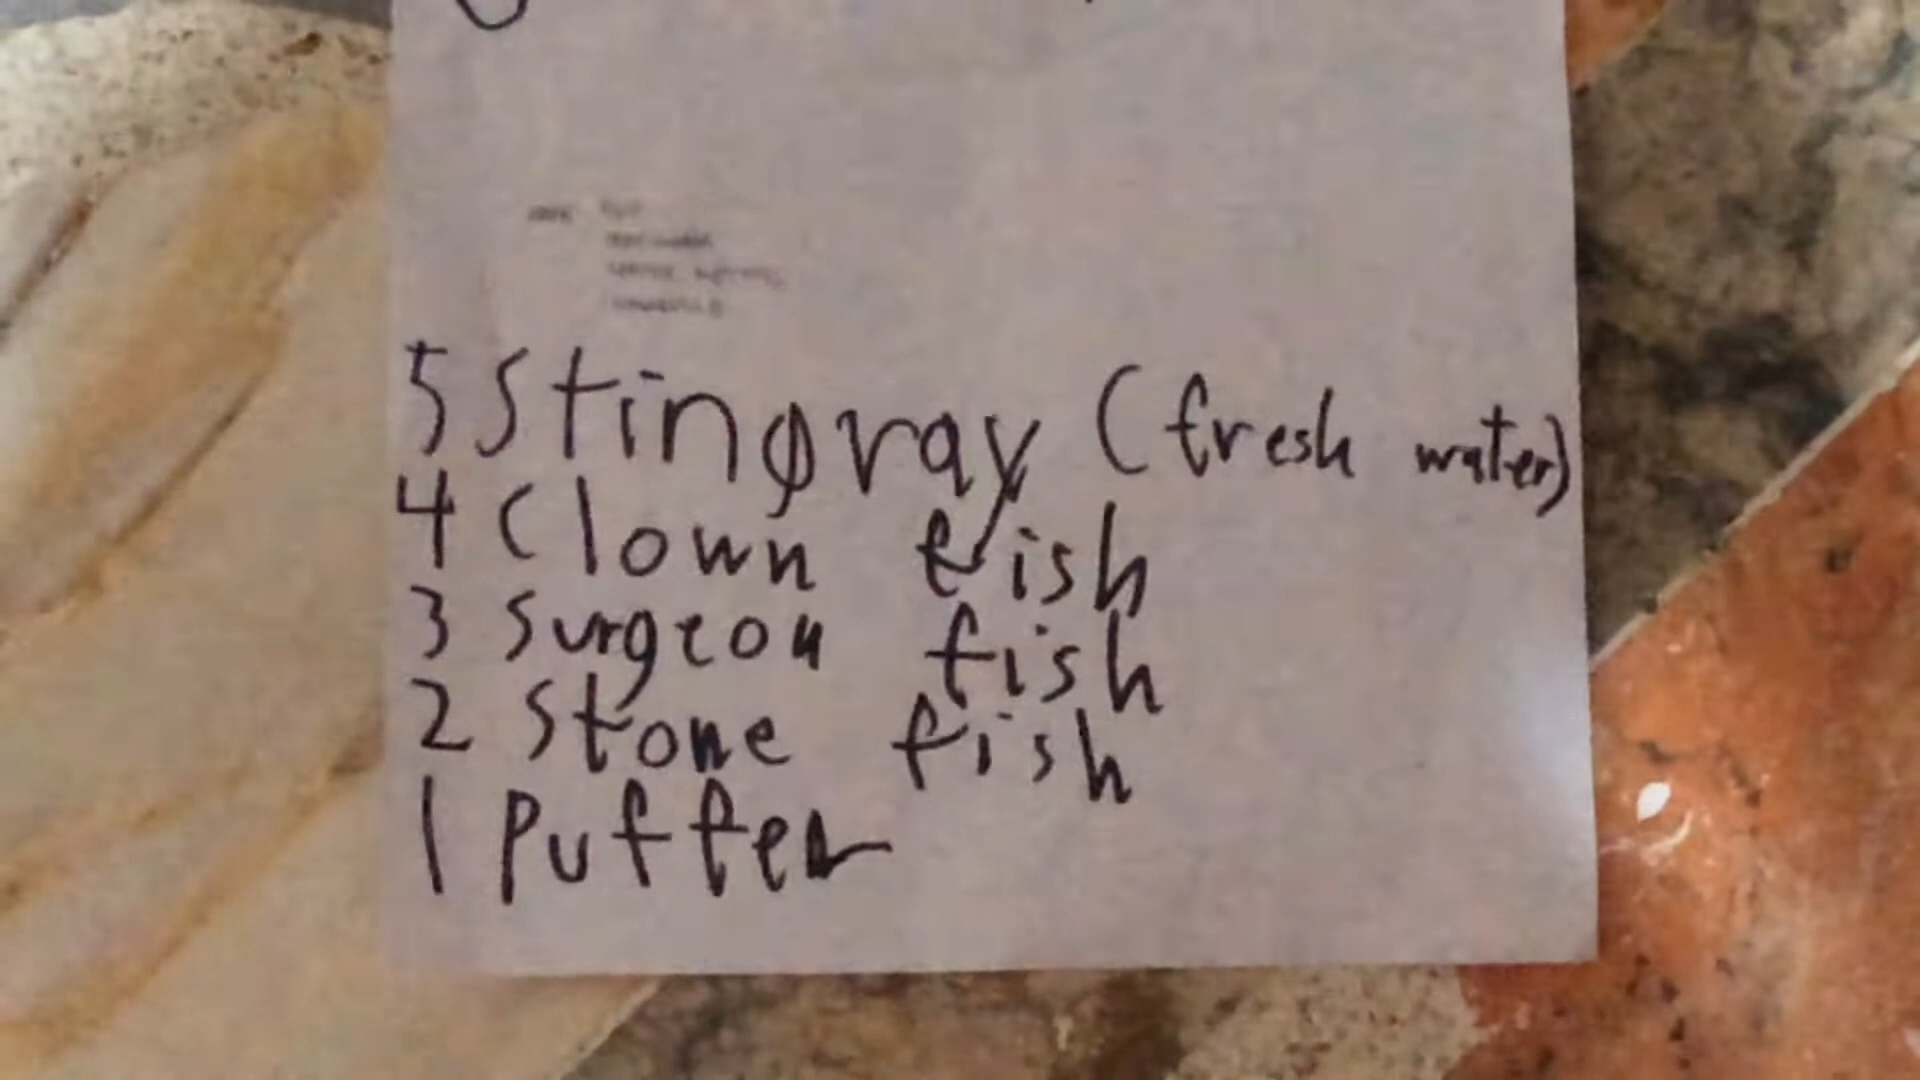 5 Stingray (fresh water)
4 Clown fish
3 Surgeon fish
2 Stone fish
1 Puffer